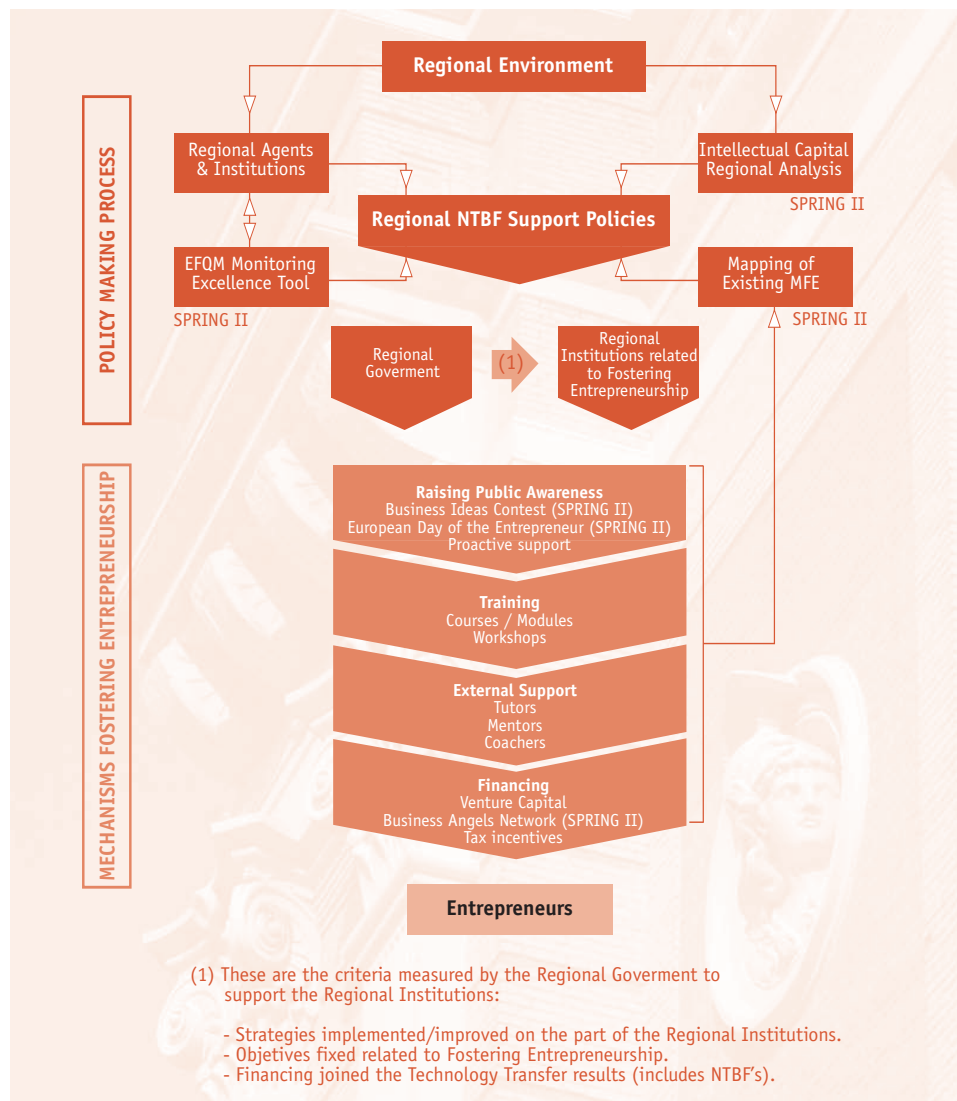 Regional Environment
POLICY MAKING PROCESS
Regional Agents
& Institutions
Intellectual Capital
Regional Analysis
SPRING II
Regional NTBF Support Policies
EFQM Monitoring
Excellence Tool
SPRING II
Mapping of
Existing MFE
SPRING II
Regional
Goverment
(1)
Regional
Institutions related
to Fostering
Entrepreneurship
MECHANISMS FOSTERING ENTREPRENEURSHIP
Raising Public Awareness
Business Ideas Contest (SPRING II)
European Day of the Entrepreneur (SPRING II)
Proactive support
Training
Courses / Modules
Workshops
External Support
Tutors
Mentors
Coachers
Financing
Venture Capital
Business Angels Network (SPRING II)
Tax incentives
Entrepreneurs
(1) These are the criteria measured by the Regional Goverment to
support the Regional Institutions:
- Strategies implemented/improved on the part of the Regional Institutions.
- Objetives fixed related to Fostering Entrepreneurship.
- Financing joined the Technology Transfer results (includes NTBF's).